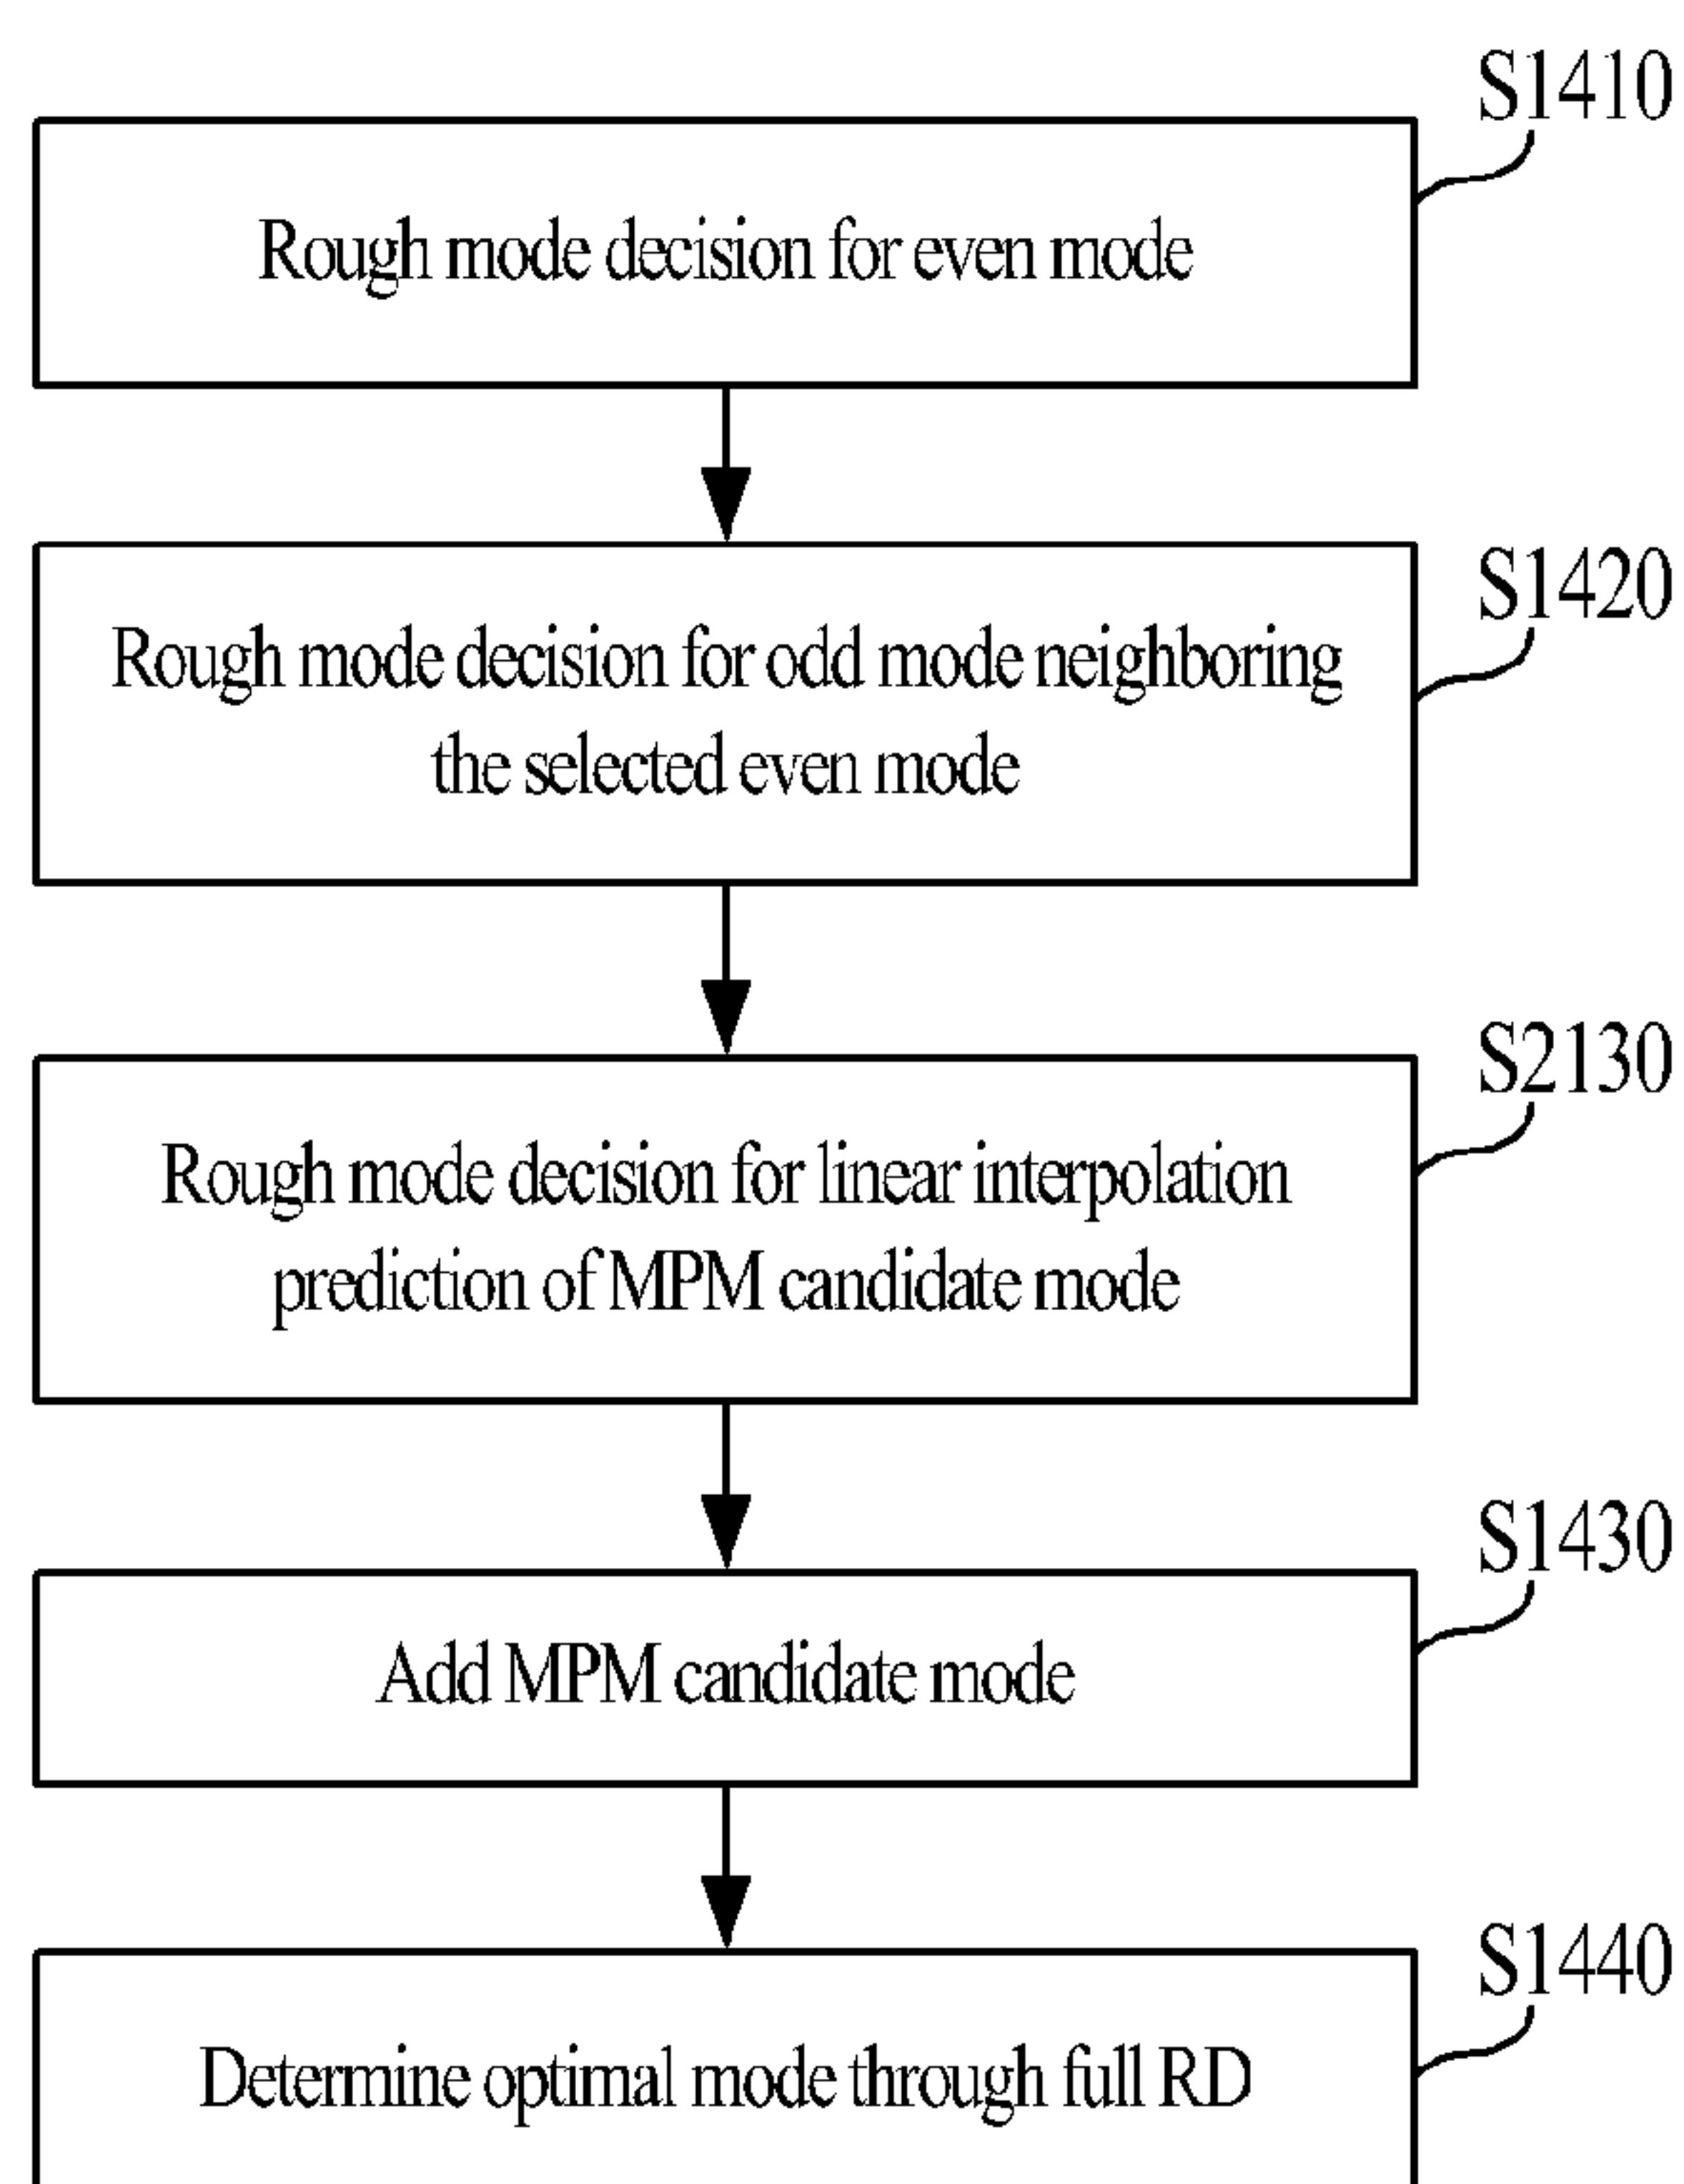 S1410
Rough mode decision for even mode
S1420
Rough mode decision for odd mode neighboring
the selected even mode
S2130
Rough mode decision for linear interpolation
prediction of MPM candidate mode
S1430
Add MPM candidate mode
S1440
Determine optimal mode through full RD